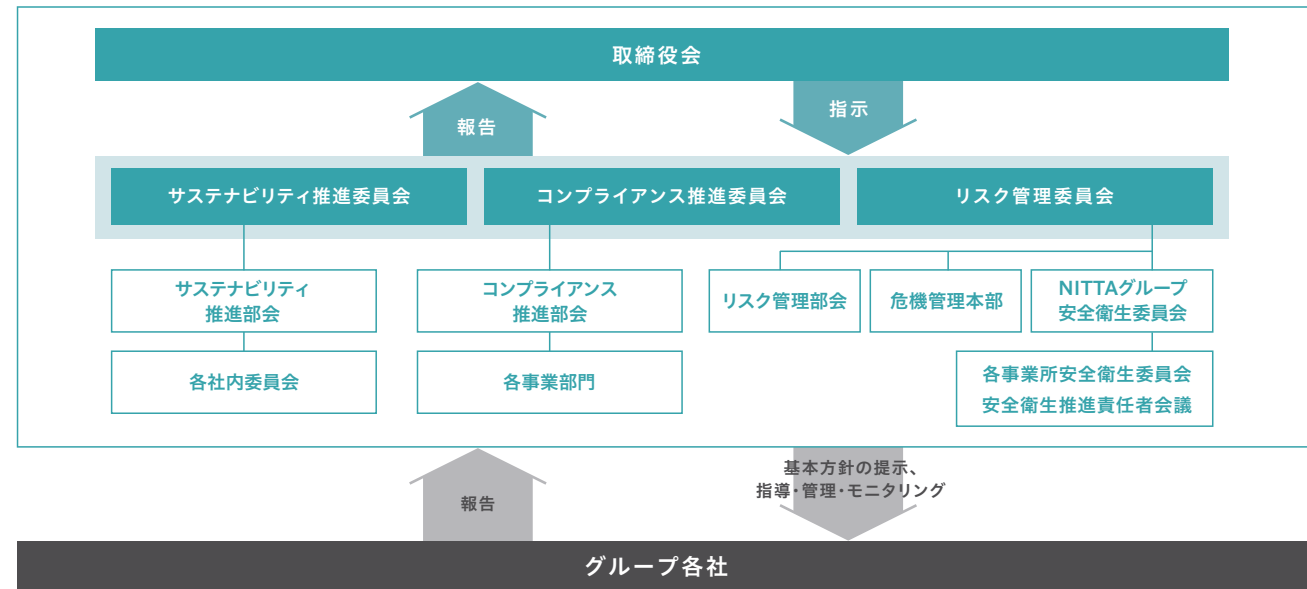 取締役会
報告
指示
サステナビリティ推進委員会
コンプライアンス推進委員会
リスク管理委員会
サステナビリティ
推進部会
コンプライアンス
推進部会
リスク管理部会
危機管理本部
NITTAグループ
安全衛生委員会
各社内委員会
各事業部門
各事業所安全衛生委員会
安全衛生推進責任者会議
報告
基本方針の提示、
指導・管理・モニタリング
グループ各社